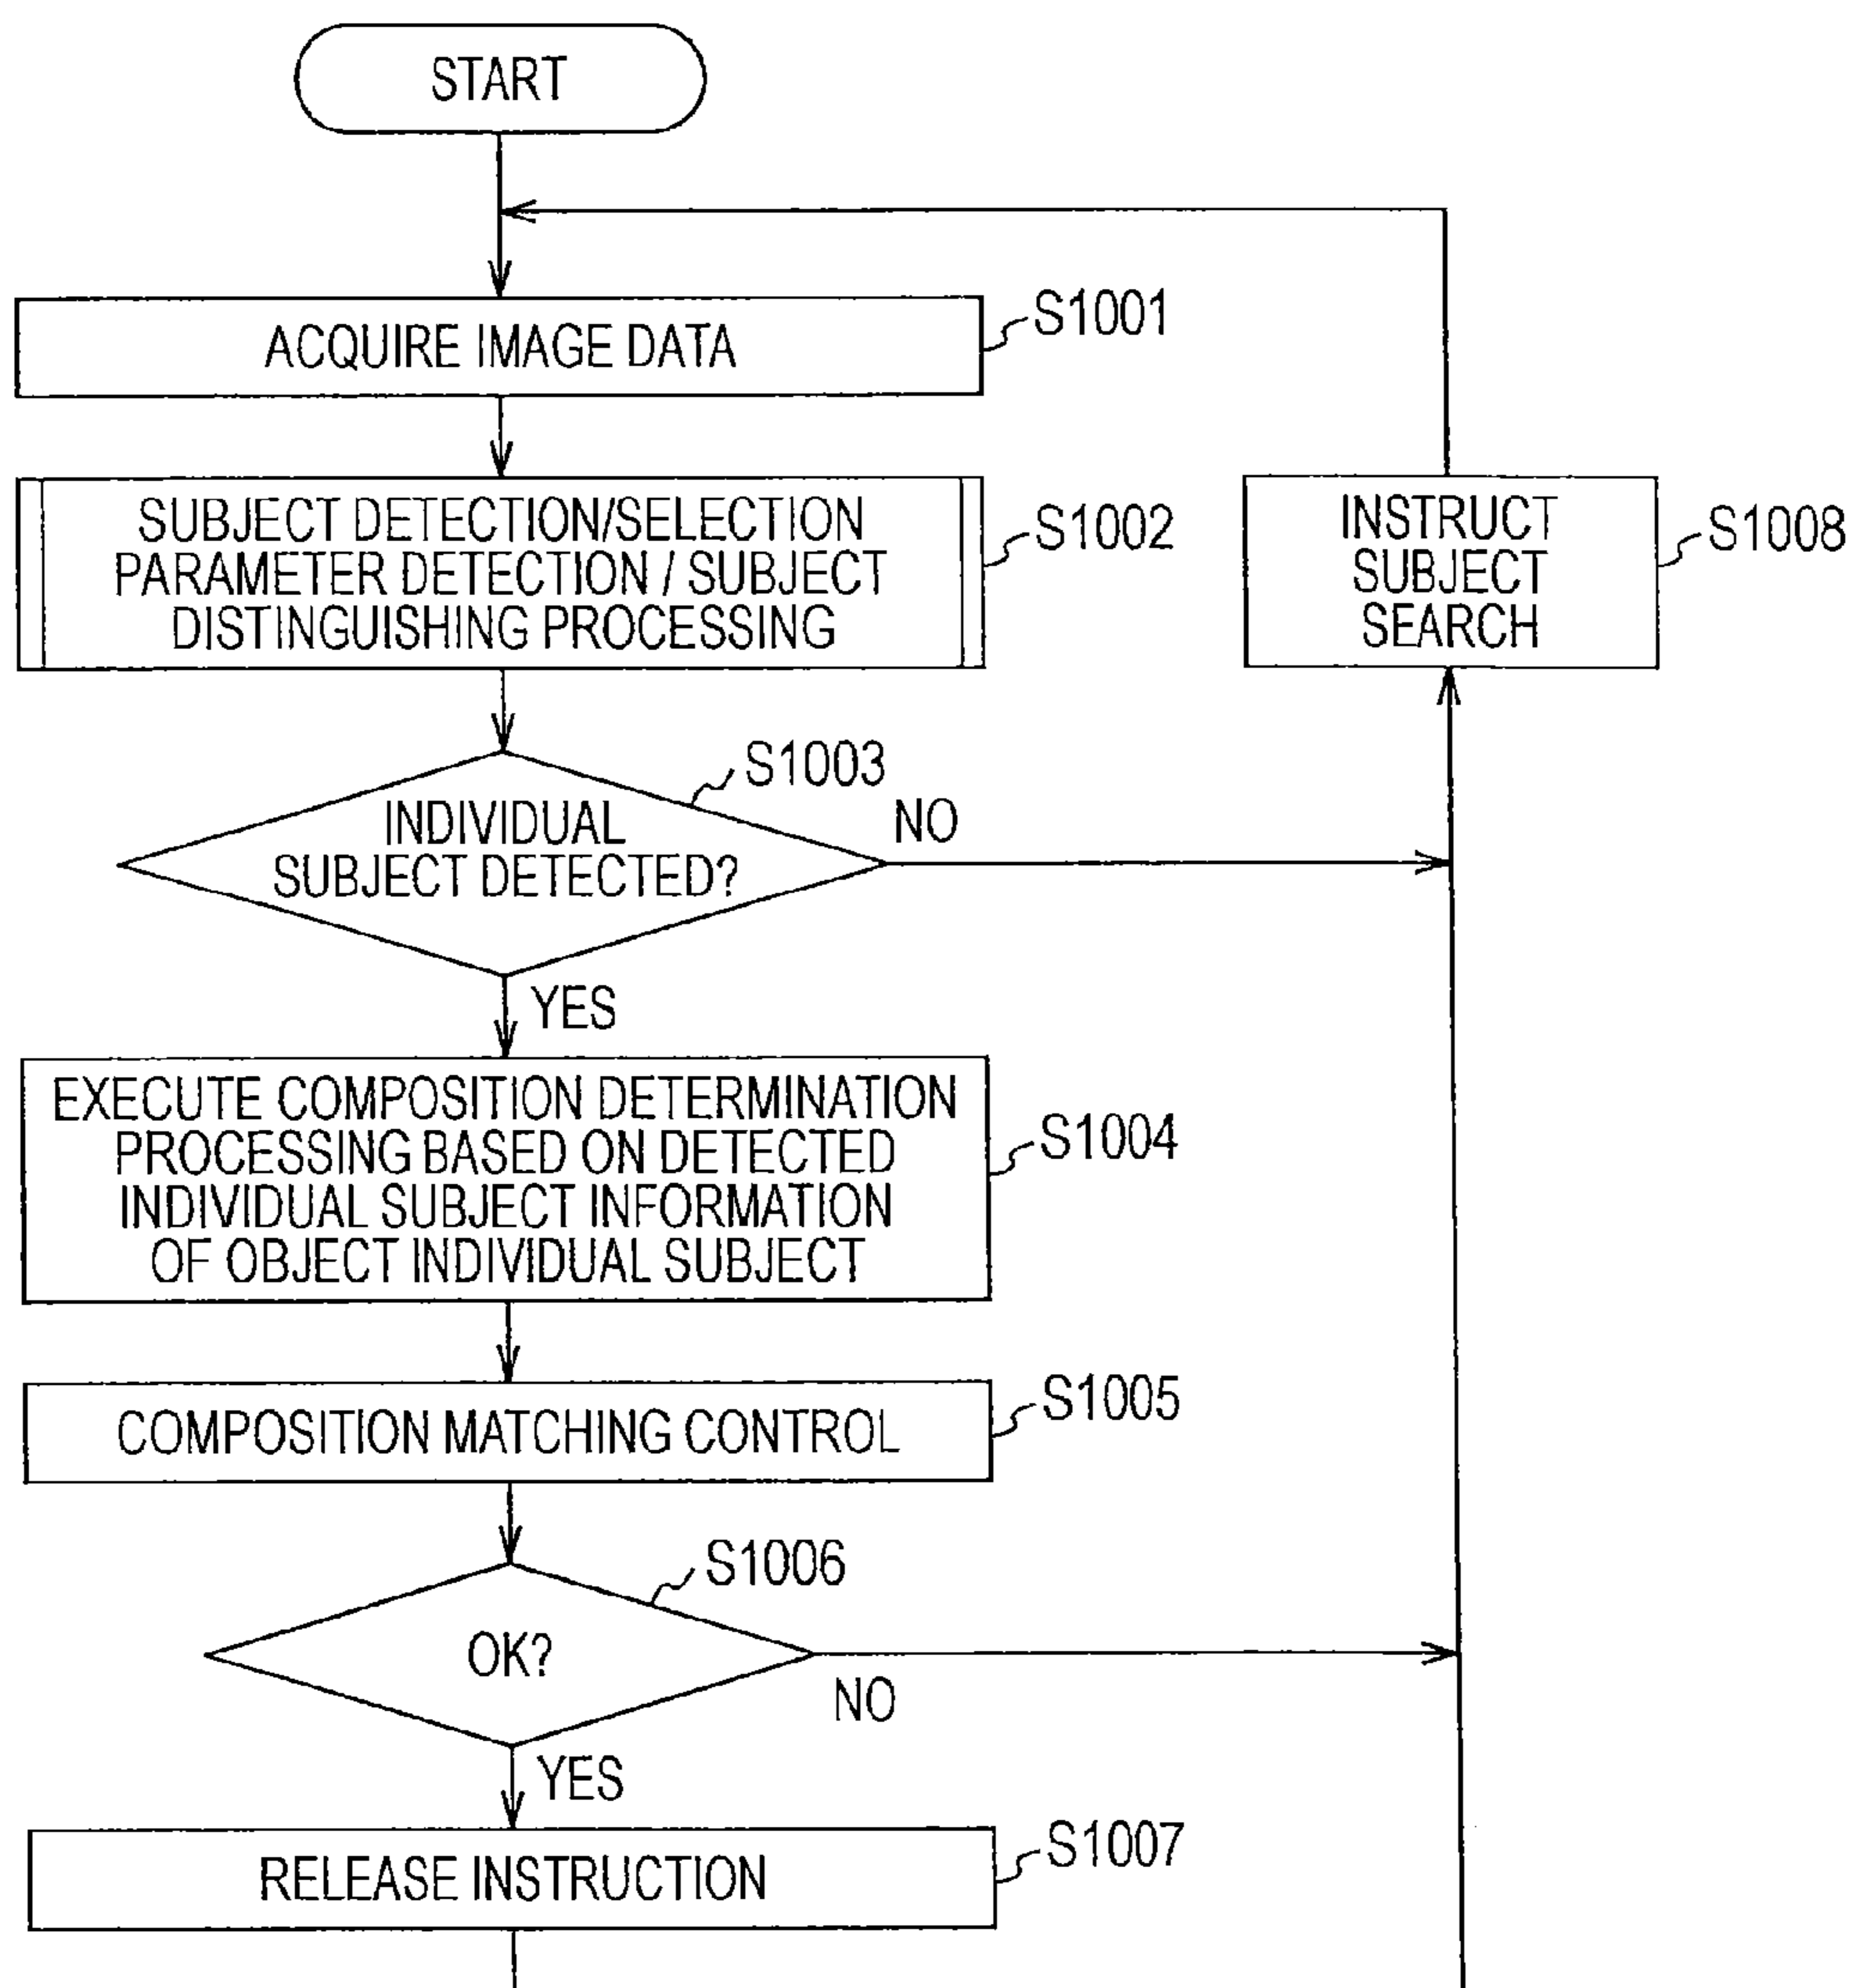 START
ACQUIRE IMAGE DATA
S1001
SUBJECT DETECTION/SELECTION
PARAMETER DETECTION / SUBJECT
DISTINGUISHING PROCESSING
S1002
INSTRUCT
SUBJECT
SEARCH
S1008
S1003
INDIVIDUAL
SUBJECT DETECTED?
NO
YES
EXECUTE COMPOSITION DETERMINATION
PROCESSING BASED ON DETECTED
INDIVIDUAL SUBJECT INFORMATION
OF OBJECT INDIVIDUAL SUBJECT
S1004
COMPOSITION MATCHING CONTROL
S1005
S1006
OK?
NO
YES
RELEASE INSTRUCTION
S1007